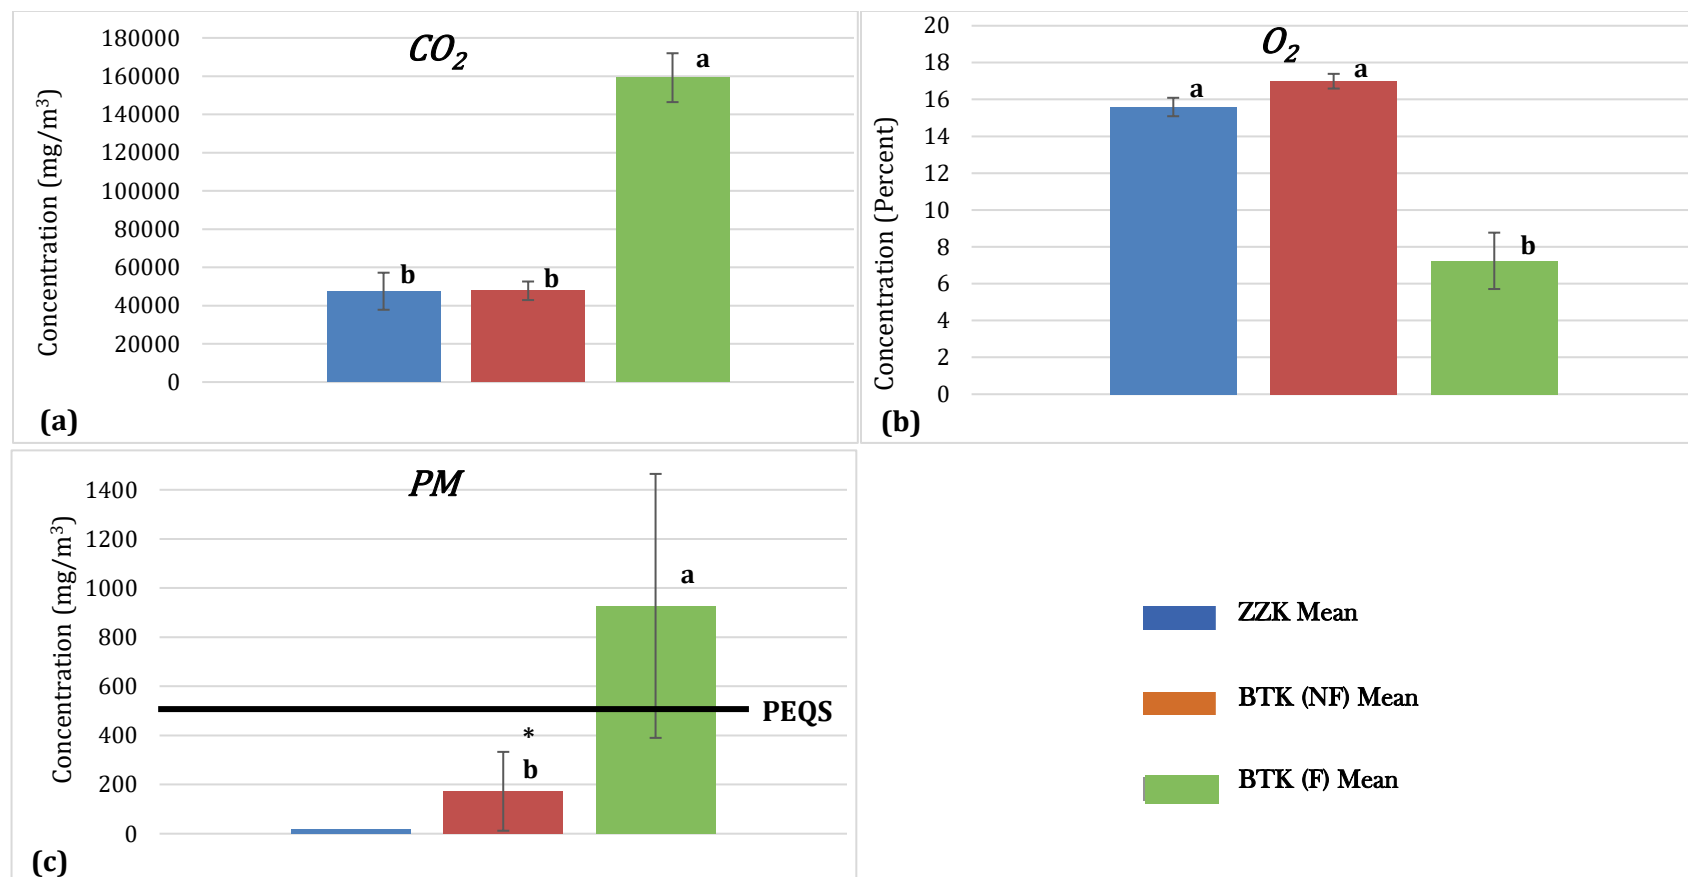 CO2
Concentration (mg/m3)
180000
160000
140000
120000
100000
80000
60000
40000
20000
0
b
b
a
(a)
O2
Concentration (Percent)
20
18
16
14
12
10
8
6
4
2
0
a
a
b
(b)
PM
Concentration (mg/m3)
1400
1200
1000
800
600
400
200
0
*
b
a
PEQS
(c)
ZZK Mean
BTK (NF) Mean
BTK (F) Mean